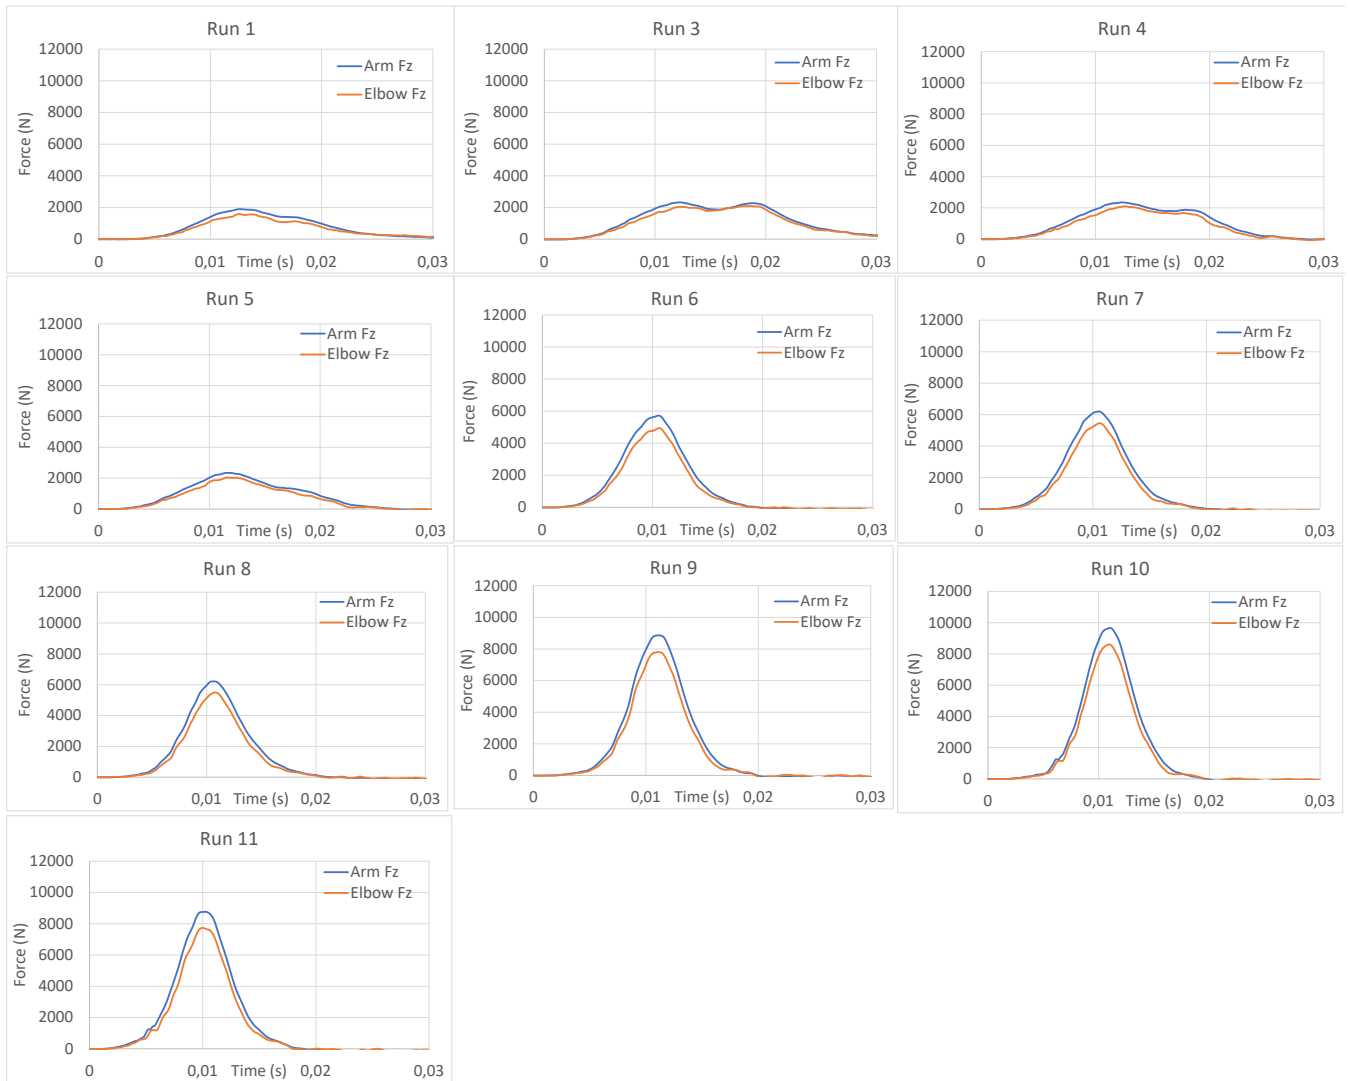 Run 1
12000
10000
8000
6000
4000
2000
0
Force (N)
Arm Fz
Elbow Fz
0
0,01
Time (s)
0,02
0,03
Run 3
12000
10000
8000
6000
4000
2000
0
Force (N)
Arm Fz
Elbow Fz
0
0,01
Time (s)
0,02
0,03
Run 4
12000
10000
8000
6000
4000
2000
0
Force (N)
Arm Fz
Elbow Fz
0
0,01
Time (s)
0,02
0,03
Run 5
12000
10000
8000
6000
4000
2000
0
Force (N)
Arm Fz
Elbow Fz
0
0,01
Time (s)
0,02
0,03
Run 6
12000
10000
8000
6000
4000
2000
0
Force (N)
Arm Fz
Elbow Fz
0
0,01
Time (s)
0,02
0,03
Run 7
12000
10000
8000
6000
4000
2000
0
Force (N)
Arm Fz
Elbow Fz
0
0,01
Time (s)
0,02
0,03
Run 8
12000
10000
8000
6000
4000
2000
0
Force (N)
Arm Fz
Elbow Fz
0
0,01
Time (s)
0,02
0,03
Run 9
12000
10000
8000
6000
4000
2000
0
Force (N)
Arm Fz
Elbow Fz
0
0,01
Time (s)
0,02
0,03
Run 10
12000
10000
8000
6000
4000
2000
0
Force (N)
Arm Fz
Elbow Fz
0
0,01
Time (s)
0,02
0,03
Run 11
12000
10000
8000
6000
4000
2000
0
Force (N)
Arm Fz
Elbow Fz
0
0,01
Time (s)
0,02
0,03